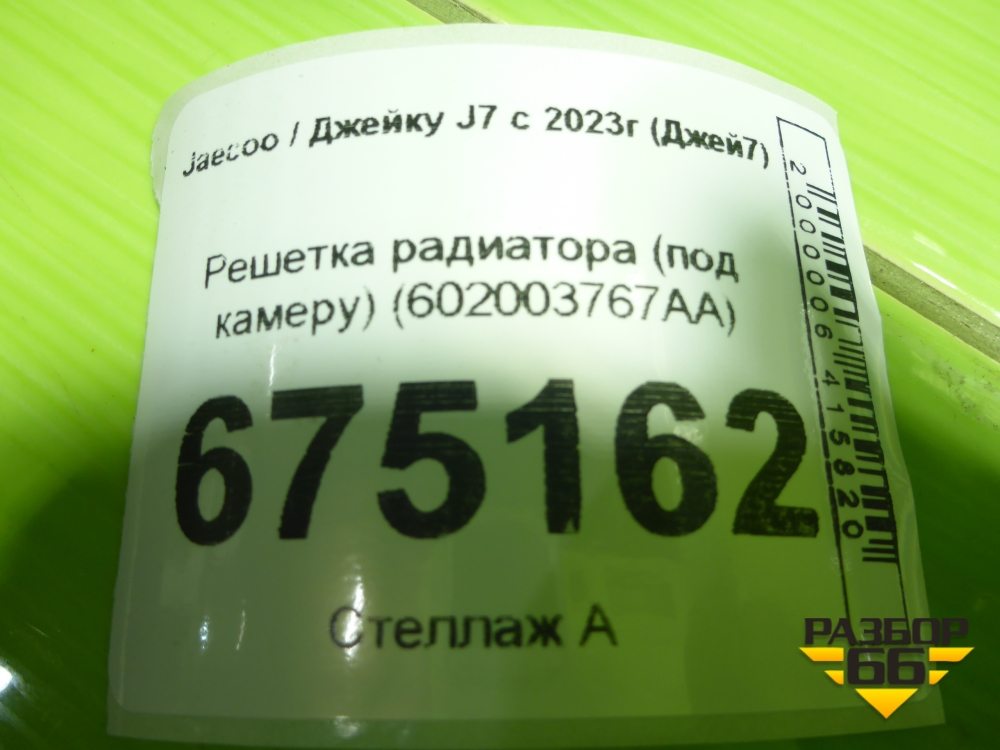 Jaecoo / Джейку J7 с 2023г (Джей7)
Решетка радиатора (под
камеру) (602003767AA)
675162
Стеллаж А
2000006415820
РАЗБОР
66